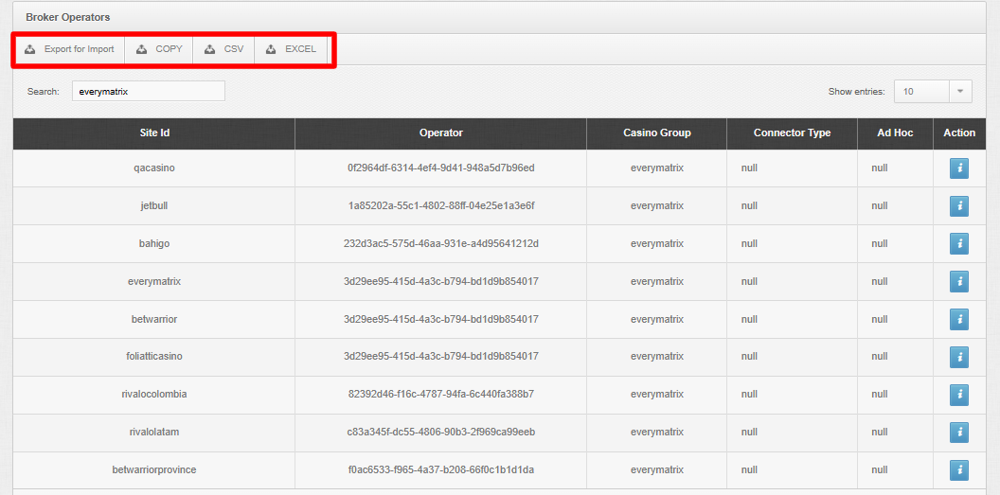 Broker Operators
Export for Import COPY CSV EXCEL
Search: everymatrix Show entries: 10
Site Id Operator Casino Group Connector Type Ad Hoc Action
qacasino 0f2964df-6314-4ef4-9d41-948a5d7b96ed everymatrix null null i
jetbull 1a85202a-55c1-4802-88ff-04e25e1a3e6f everymatrix null null i
bahigo 232d3ac5-575d-46aa-931e-a4d95641212d everymatrix null null i
everymatrix 3d29ee95-415d-4a3c-b794-bd1d9b854017 everymatrix null null i
betwarrior 3d29ee95-415d-4a3c-b794-bd1d9b854017 everymatrix null null i
foliatticasino 3d29ee95-415d-4a3c-b794-bd1d9b854017 everymatrix null null i
rivalocolombia 82392d46-f16c-4787-94fa-6c440fa388b7 everymatrix null null i
rivalolatam c83a345f-dc55-4806-90b3-2f969ca99eeb everymatrix null null i
betwarriorprovince f0ac6533-f965-4a37-b208-66f0c1b1d1da everymatrix null null i